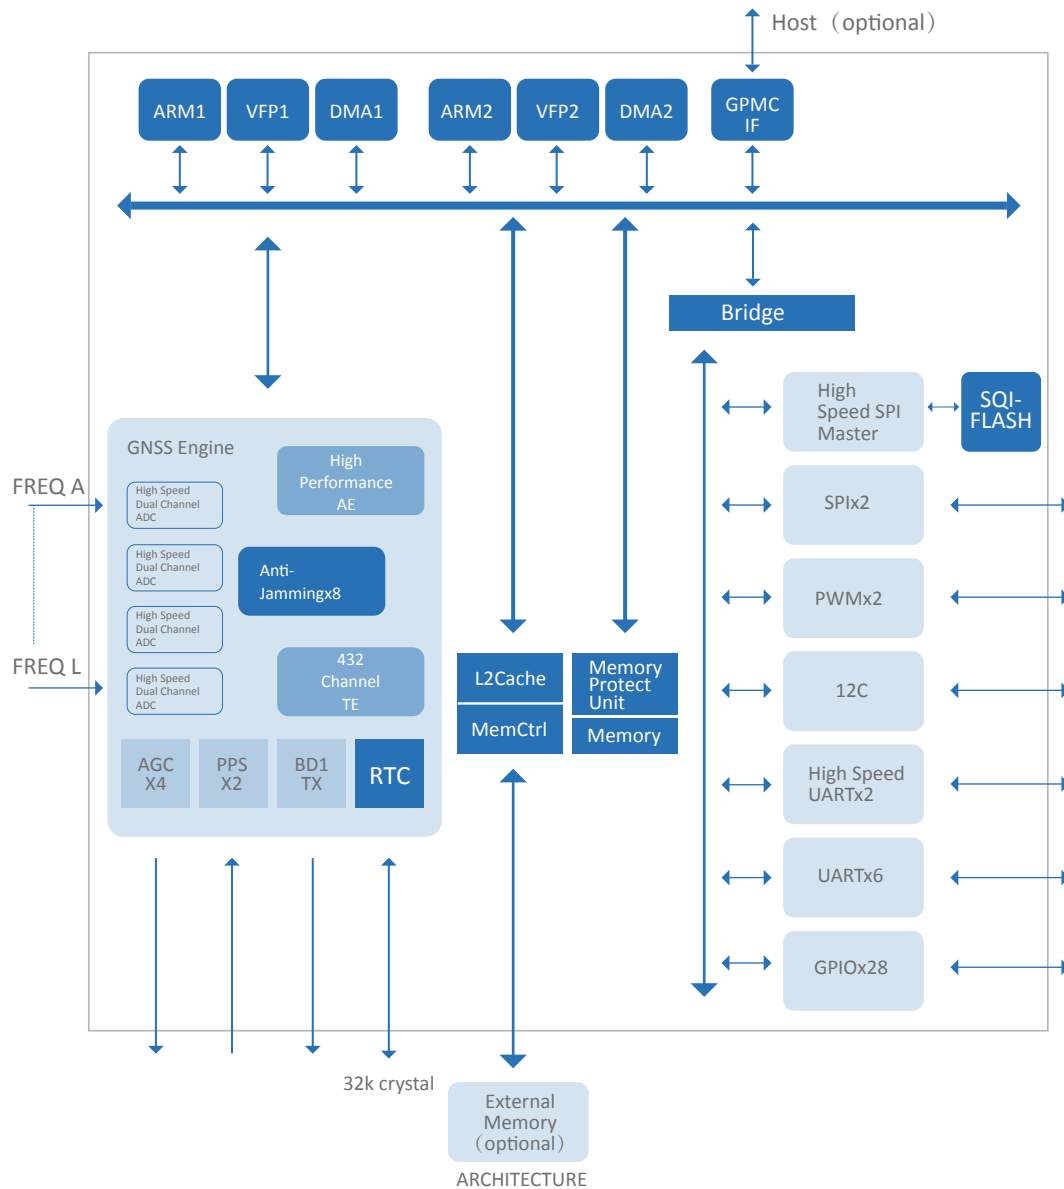 Host（optional）
ARM1
VFP1
DMA1
ARM2
VFP2
DMA2
GPMC
IF
Bridge
High
Speed SPI
Master
SQI-
FLASH
GNSS Engine
High
Performance
AE
FREQ A
High Speed
Dual Channel
ADC
SPIx2
High Speed
Dual Channel
ADC
Anti-
Jammingx8
PWMx2
High Speed
Dual Channel
ADC
FREQ L
High Speed
Dual Channel
ADC
432
Channel
TE
L2Cache
MemCtrl
Memory
Protect
Unit
Memory
12C
AGC
X4
PPS
X2
BD1
TX
RTC
High Speed
UARTx2
UARTx6
GPIOx28
32k crystal
External
Memory
（optional）
ARCHITECTURE